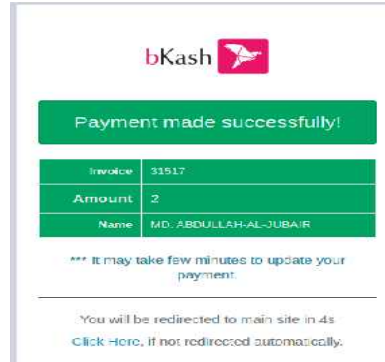 bKash
Payment made successfully!
Invoice 31517
Amount 2
Name MD. ABDULLAH-AL-JUBAIR
*** It may take few minutes to update your
payment.
You will be redirected to main site in 4s
Click Here, if not redirected automatically.